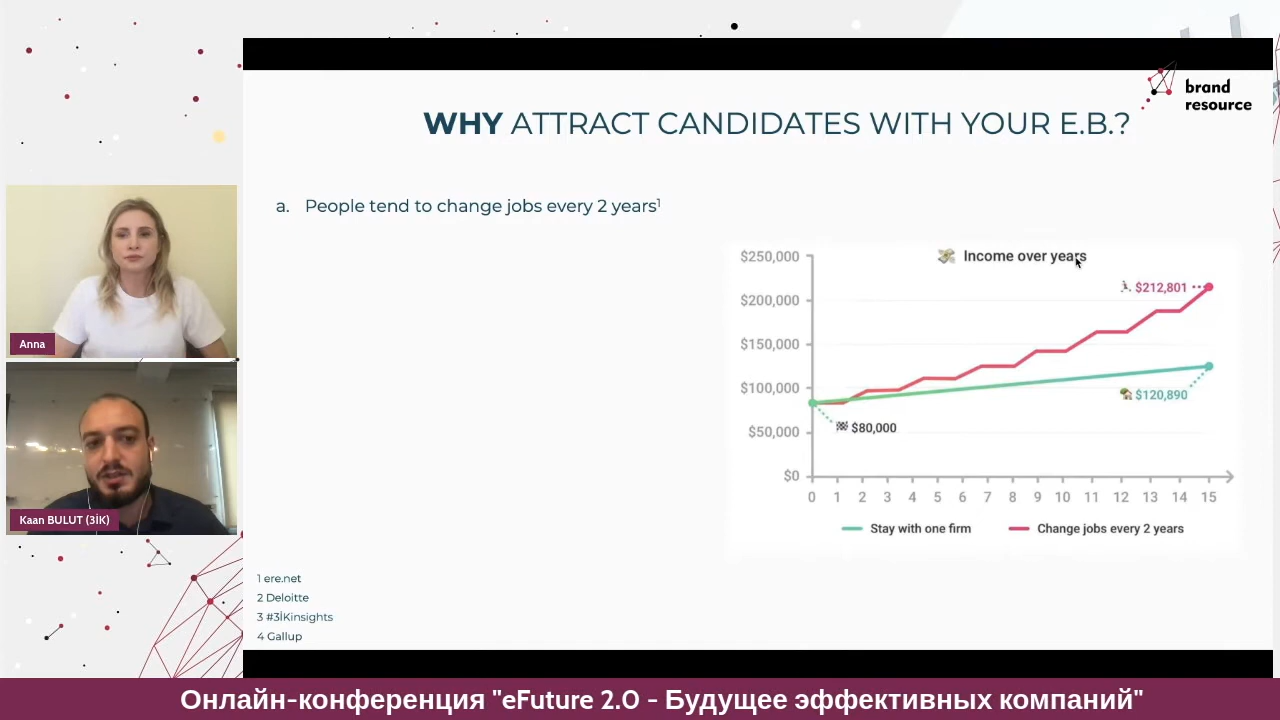 brand
resource
WHY ATTRACT CANDIDATES WITH YOUR E.B.?
a. People tend to change jobs every 2 years¹
Income over years
$250,000
$200,000
$150,000
$100,000
$50,000
$0
$212,801
$120,890
$80,000
0 1 2 3 4 5 6 7 8 9 10 11 12 13 14 15
Stay with one firm
Change jobs every 2 years
Anna
Kaan BULUT (3İK)
1 ere.net
2 Deloitte
3 #3İKinsights
4 Gallup
Онлайн-конференция "eFuture 2.0 - Будущее эффективных компаний"